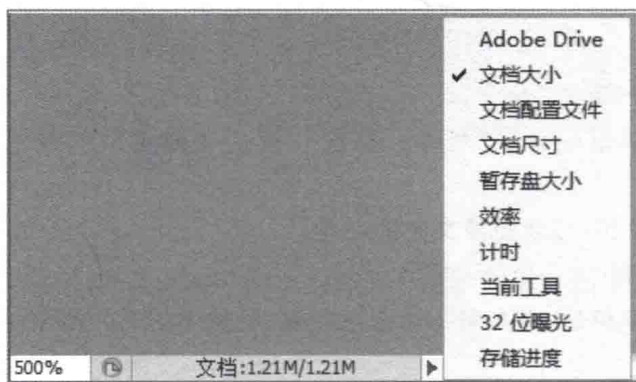 Adobe Drive
文档大小
文档配置文件
文档尺寸
暂存盘大小
效率
计时
当前工具
32 位曝光
存储进度
500%
文档:1.21M/1.21M